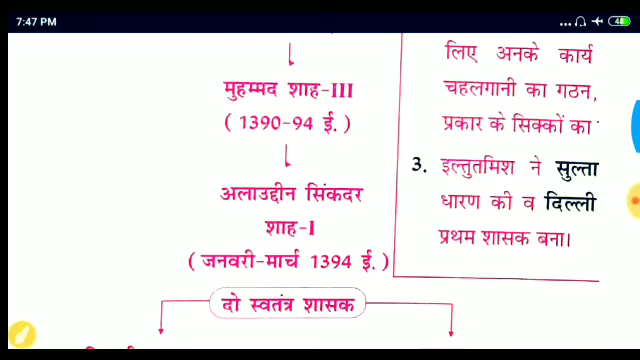 7:47 PM
48
मुहम्मद शाह-III
( 1390-94 ई. )
अलाउद्दीन सिंकदर
शाह-I
( जनवरी-मार्च 1394 ई. )
दो स्वतंत्र शासक
लिए अनके कार्य
चहलगानी का गठन,
प्रकार के सिक्कों का
3. इल्तुतमिश ने सुल्ता
धारण की व दिल्ली
प्रथम शासक बना।